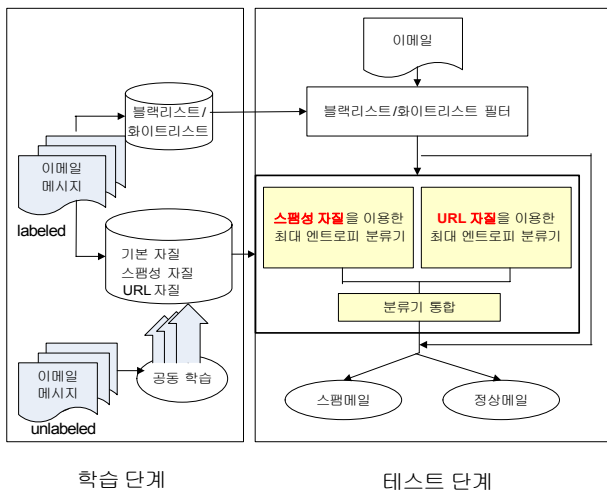 블랙리스트/
화이트리스트
이메일
메시지
labeled
기본 자질
스팸성 자질
URL 자질
이메일
메시지
unlabeled
공동 학습
학습 단계
이메일
블랙리스트/화이트리스트 필터
스팸성 자질을 이용한
최대 엔트로피 분류기
URL 자질을 이용한
최대 엔트로피 분류기
분류기 통합
스팸메일
정상메일
테스트 단계